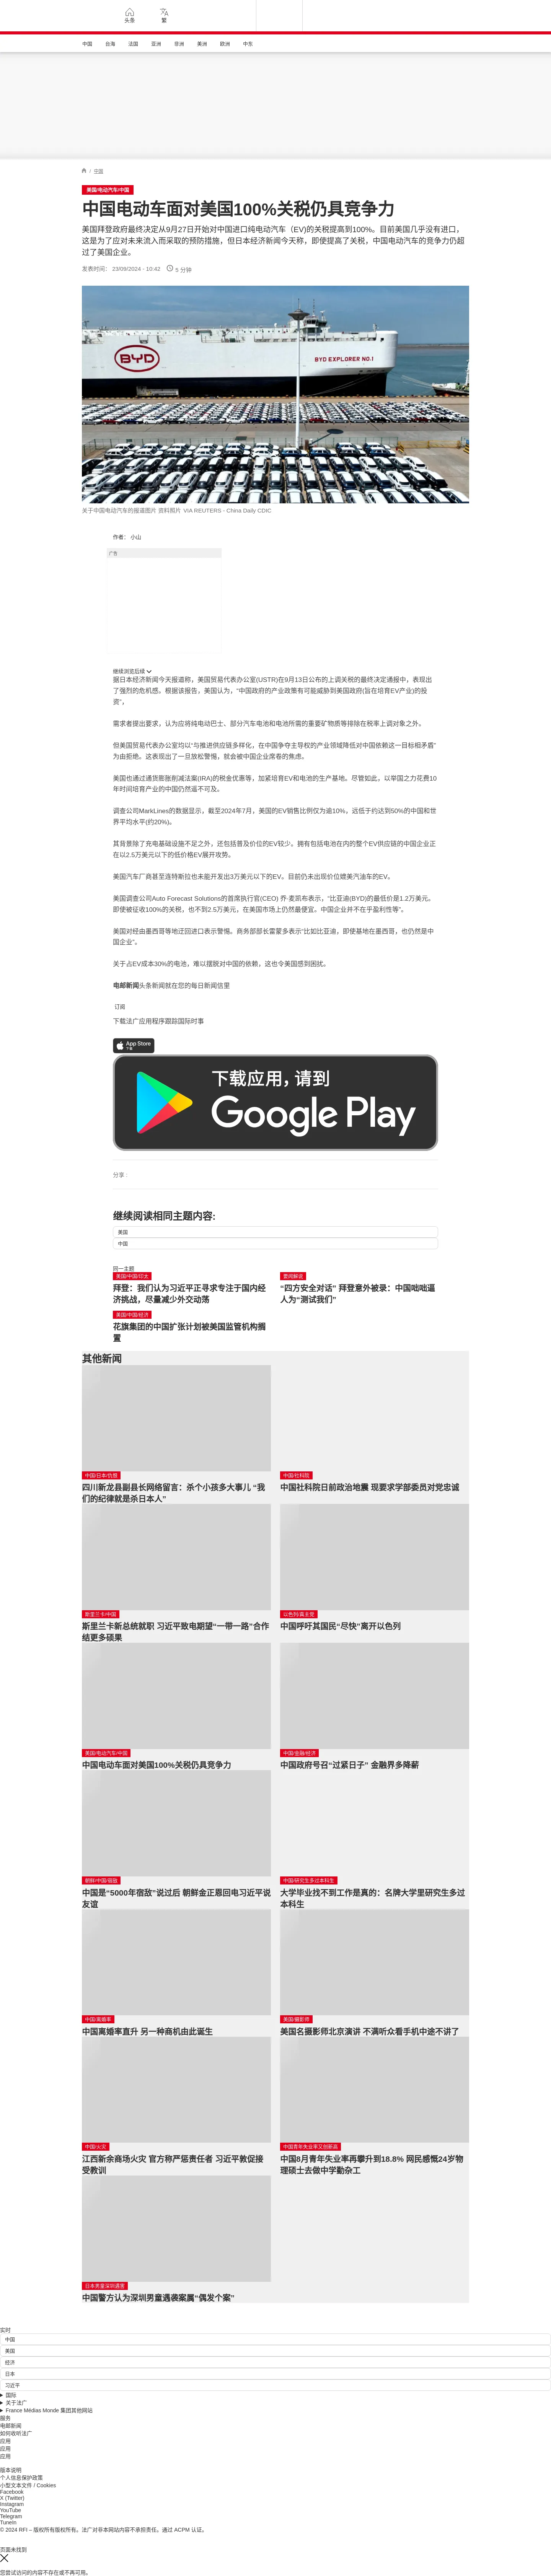 头条
繁
中国 台海 法国 亚洲 非洲 美洲 欧洲 中东
/ 中国
美国/电动汽车/中国
中国电动车面对美国100%关税仍具竞争力
美国拜登政府最终决定从9月27日开始对中国进口纯电动汽车（EV)的关税提高到100%。目前美国几乎没有进口，
这是为了应对未来流入而采取的预防措施，但日本经济新闻今天称，即使提高了关税，中国电动汽车的竞争力仍超
过了美国企业。
发表时间： 23/09/2024 - 10:42 5 分钟
BYD
BYD EXPLORER NO.1
关于中国电动汽车的报道图片 资料照片 VIA REUTERS - China Daily CDIC
作者： 小山
广告
继续浏览后续
据日本经济新闻今天报道称，美国贸易代表办公室(USTR)在9月13日公布的上调关税的最终决定通报中，表现出
了强烈的危机感。根据该报告，美国认为，“中国政府的产业政策有可能威胁到美国政府(旨在培育EV产业)的投
资”，
需求者提出要求，认为应将纯电动巴士、部分汽车电池和电池所需的重要矿物质等排除在税率上调对象之外。
但美国贸易代表办公室均以“与推进供应链多样化，在中国争夺主导权的产业领域降低对中国依赖这一目标相矛盾”
为由拒绝。这表现出了一旦放松警惕，就会被中国企业席卷的焦虑。
美国也通过通货膨胀削减法案(IRA)的税金优惠等，加紧培育EV和电池的生产基地。尽管如此，以举国之力花费10
年时间培育产业的中国仍然遥不可及。
调查公司MarkLines的数据显示，截至2024年7月，美国的EV销售比例仅为逾10%，远低于约达到50%的中国和世
界平均水平(约20%)。
其背景除了充电基础设施不足之外，还包括普及价位的EV较少。拥有包括电池在内的整个EV供应链的中国企业正
在以2.5万美元以下的低价格EV展开攻势。
美国汽车厂商甚至连特斯拉也未能开发出3万美元以下的EV。目前仍未出现价位媲美汽油车的EV。
美国调查公司Auto Forecast Solutions的首席执行官(CEO) 乔·麦凯布表示，“比亚迪(BYD)的最低价是1.2万美元。
即使被征收100%的关税，也不到2.5万美元，在美国市场上仍然最便宜。中国企业并不在乎盈利性等”。
美国对经由墨西哥等地迂回进口表示警惕。商务部部长雷蒙多表示“比如比亚迪，即使基地在墨西哥，也仍然是中
国企业”。
关于占EV成本30%的电池，难以摆脱对中国的依赖，这也令美国感到困扰。
电邮新闻头条新闻就在您的每日新闻信里
订阅
下载法广应用程序跟踪国际时事
App Store
下载
下载应用，请到
Google Play
分享 :
继续阅读相同主题内容:
美国
中国
同一主题
美国/中国/印太
拜登：我们认为习近平正寻求专注于国内经
济挑战，尽量减少外交动荡
要闻解说
“四方安全对话” 拜登意外被录：中国咄咄逼
人为“测试我们”
美国/中国/经济
花旗集团的中国扩张计划被美国监管机构搁
置
其他新闻
中国/日本/仇恨
四川新龙县副县长网络留言：杀个小孩多大事儿 “我
们的纪律就是杀日本人”
中国/社科院
中国社科院日前政治地震 现要求学部委员对党忠诚
斯里兰卡/中国
斯里兰卡新总统就职 习近平致电期望“一带一路”合作
结更多硕果
以色列/真主党
中国呼吁其国民“尽快”离开以色列
美国/电动汽车/中国
中国电动车面对美国100%关税仍具竞争力
中国/金融/经济
中国政府号召“过紧日子” 金融界多降薪
朝鲜/中国/宿敌
中国是“5000年宿敌”说过后 朝鲜金正恩回电习近平说
友谊
中国/研究生多过本科生
大学毕业找不到工作是真的：名牌大学里研究生多过
本科生
中国/离婚率
中国离婚率直升 另一种商机由此诞生
美国/摄影师
美国名摄影师北京演讲 不满听众看手机中途不讲了
中国/火灾
江西新余商场火灾 官方称严惩责任者 习近平敦促接
受教训
中国青年失业率又创新高
中国8月青年失业率再攀升到18.8% 网民感慨24岁物
理硕士去做中学勤杂工
日本男童深圳遇害
中国警方认为深圳男童遇袭案属“偶发个案”
实时
中国
美国
经济
日本
习近平
国际
关于法广
France Médias Monde 集团其他网站
服务
电邮新闻
如何收听法广
应用
应用
应用
版本说明
个人信息保护政策
小型文本文件 / Cookies
Facebook
X (Twitter)
Instagram
YouTube
Telegram
TuneIn
© 2024 RFI – 版权所有版权所有。法广对非本网站内容不承担责任。通过 ACPM 认证。
页面未找到
您尝试访问的内容不存在或不再可用。